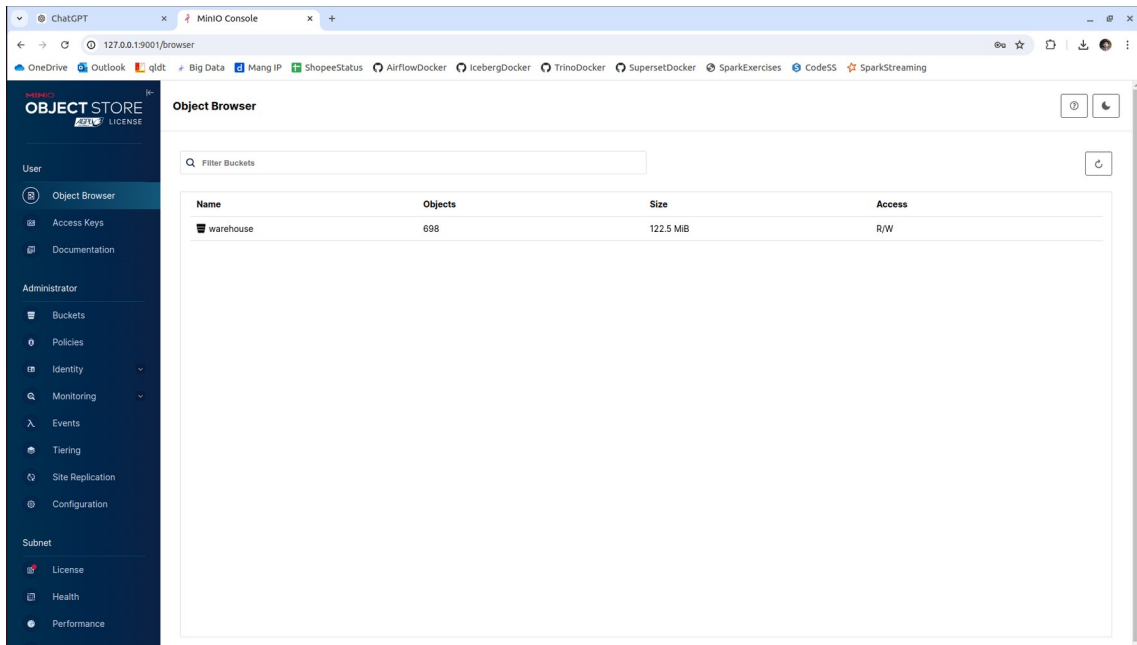 ChatGPT MinIO Console
127.0.0.1:9001/browser
OneDrive Outlook qldt Big Data Mang IP ShopeeStatus AirflowDocker IcebergDocker TrinoDocker SupersetDocker SparkExercises CodeSS SparkStreaming
MINIO
OBJECT STORE
LICENSE
Object Browser
User
Object Browser
Access Keys
Documentation
Administrator
Buckets
Policies
Identity
Monitoring
Events
Tiering
Site Replication
Configuration
Subnet
License
Health
Performance
Filter Buckets
Name Objects Size Access
warehouse 698 122.5 MiB R/W